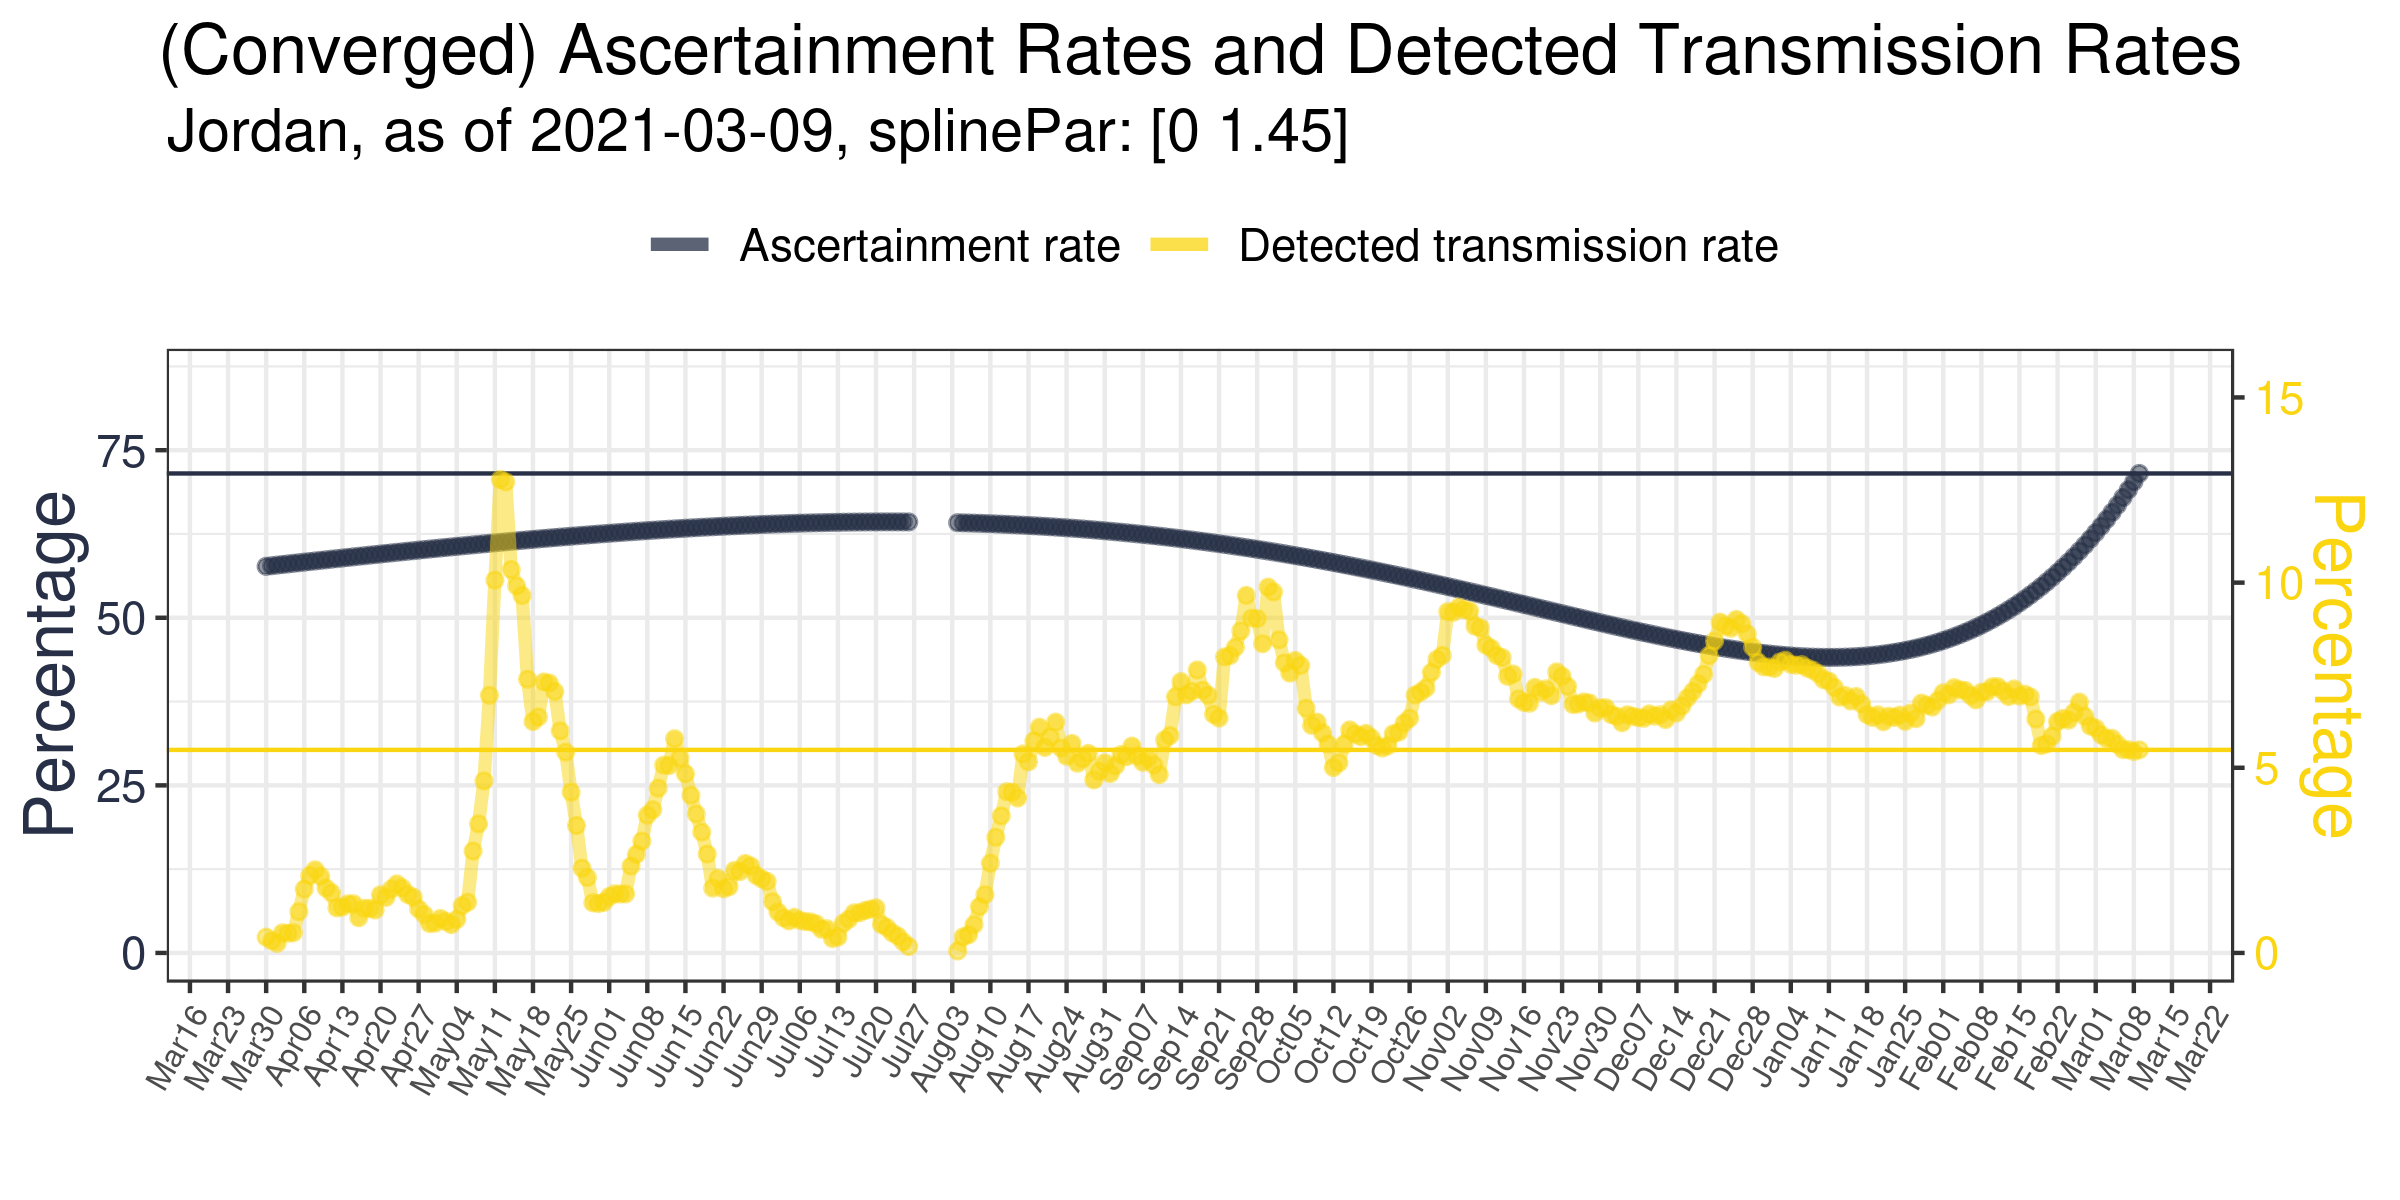 (Converged) Ascertainment Rates and Detected Transmission Rates
Jordan, as of 2021-03-09, splinePar: [0 1.45]
Ascertainment rate
Detected transmission rate
Percentage
75
50
25
0
15
10
5
0
Percentage
Mar16
Mar23
Mar30
Apr06
Apr13
Apr20
Apr27
May04
May11
May18
May25
Jun01
Jun08
Jun15
Jun22
Jun29
Jul06
Jul13
Jul20
Jul27
Aug03
Aug10
Aug17
Aug24
Aug31
Sep07
Sep14
Sep21
Sep28
Oct05
Oct12
Oct19
Oct26
Nov02
Nov09
Nov16
Nov23
Nov30
Dec07
Dec14
Dec21
Dec28
Jan04
Jan11
Jan18
Jan25
Feb01
Feb08
Feb15
Feb22
Mar01
Mar08
Mar15
Mar22